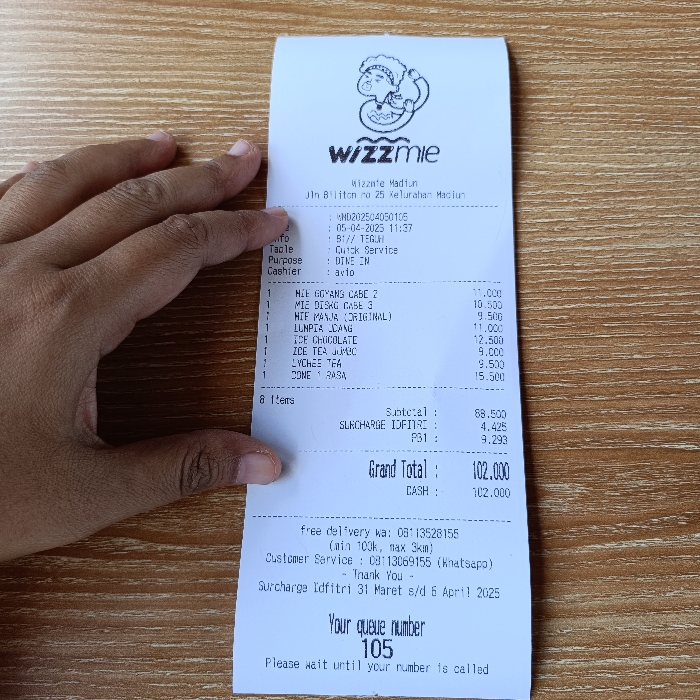 wizzmie
Wizzmie Madiun
Jln Biliton no 25 Kelurahan Madiun
: WMD202504050105
: 05-04-2025 11:37
Info : 81// TEGUH
Table : Quick Service
Purpose : DINE IN
Cashier : avio
1 MIE GOYANG CABE 2 11.000
1 MIE DISKO CABE 3 10.500
1 MIE MANJA (ORIGINAL) 9.500
1 LUMPIA UDANG 11.000
1 ICE CHOCOLATE 12.500
1 ICE TEA JUMBO 9.000
1 LYCHEE TEA 9.500
1 CONE 1 RASA 15.500
8 Items
Subtotal : 88.500
SURCHARGE IDFITRI : 4.425
PB1 : 9.293
Grand Total : 102.000
CASH : 102.000
free delivery wa: 08113528155
(min 100k, max 3km)
Customer Service : 08113069155 (Whatsapp)
- Thank You -
Surcharge Idfitri 31 Maret s/d 6 April 2025
Your queue number
105
Please wait until your number is called